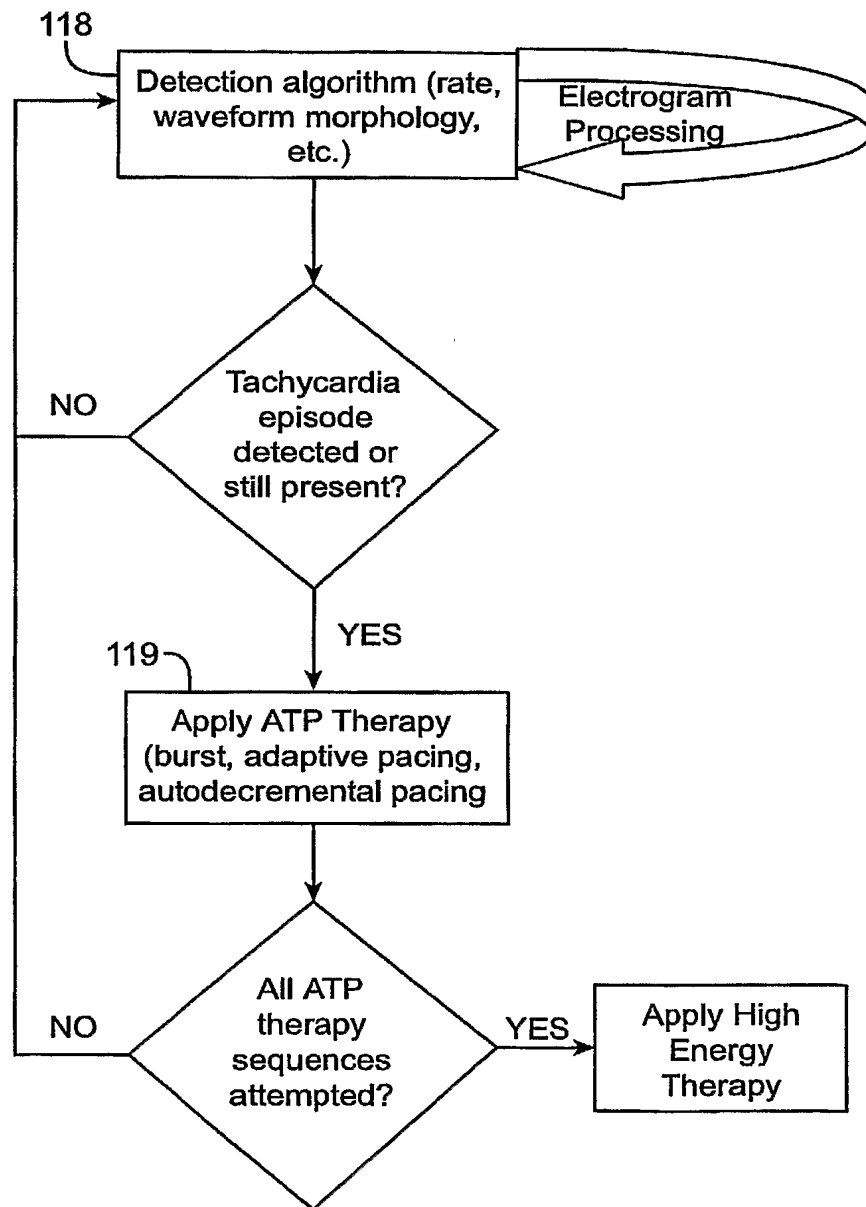 118
Detection algorithm (rate,
waveform morphology,
etc.)
Electrogram
Processing
Tachycardia
episode
detected or
still present?
NO
YES
119
Apply ATP Therapy
(burst, adaptive pacing,
autodecremental pacing
All ATP
therapy
sequences
attempted?
NO
YES
Apply High
Energy
Therapy